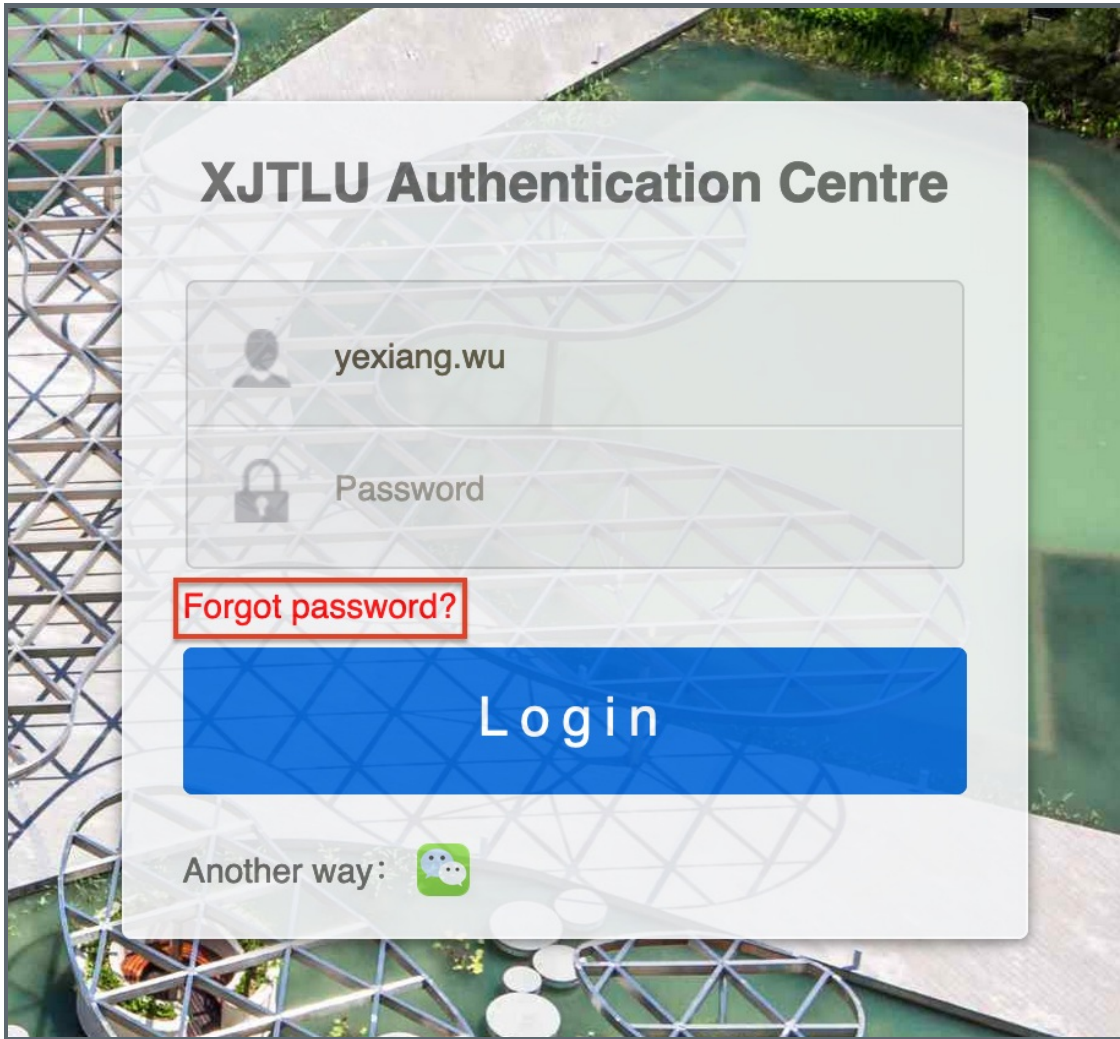 XJTLU Authentication Centre
yexiang.wu
Password
Forgot password?
Login
Another way：